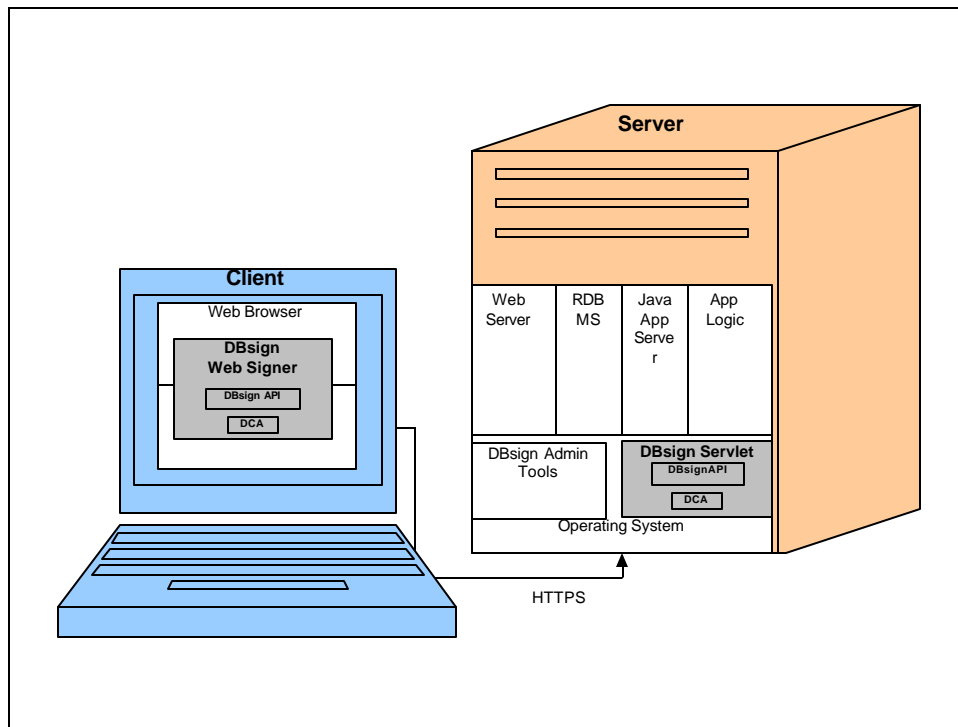 Server
Client
Web Browser
DBsign
Web Signer
DBsign API
DCA
Web
Server
RDB
MS
Java
App
Serve
r
App
Logic
DBsign Admin
Tools
DBsign Servlet
DBsignAPI
DCA
Operating System
HTTPS